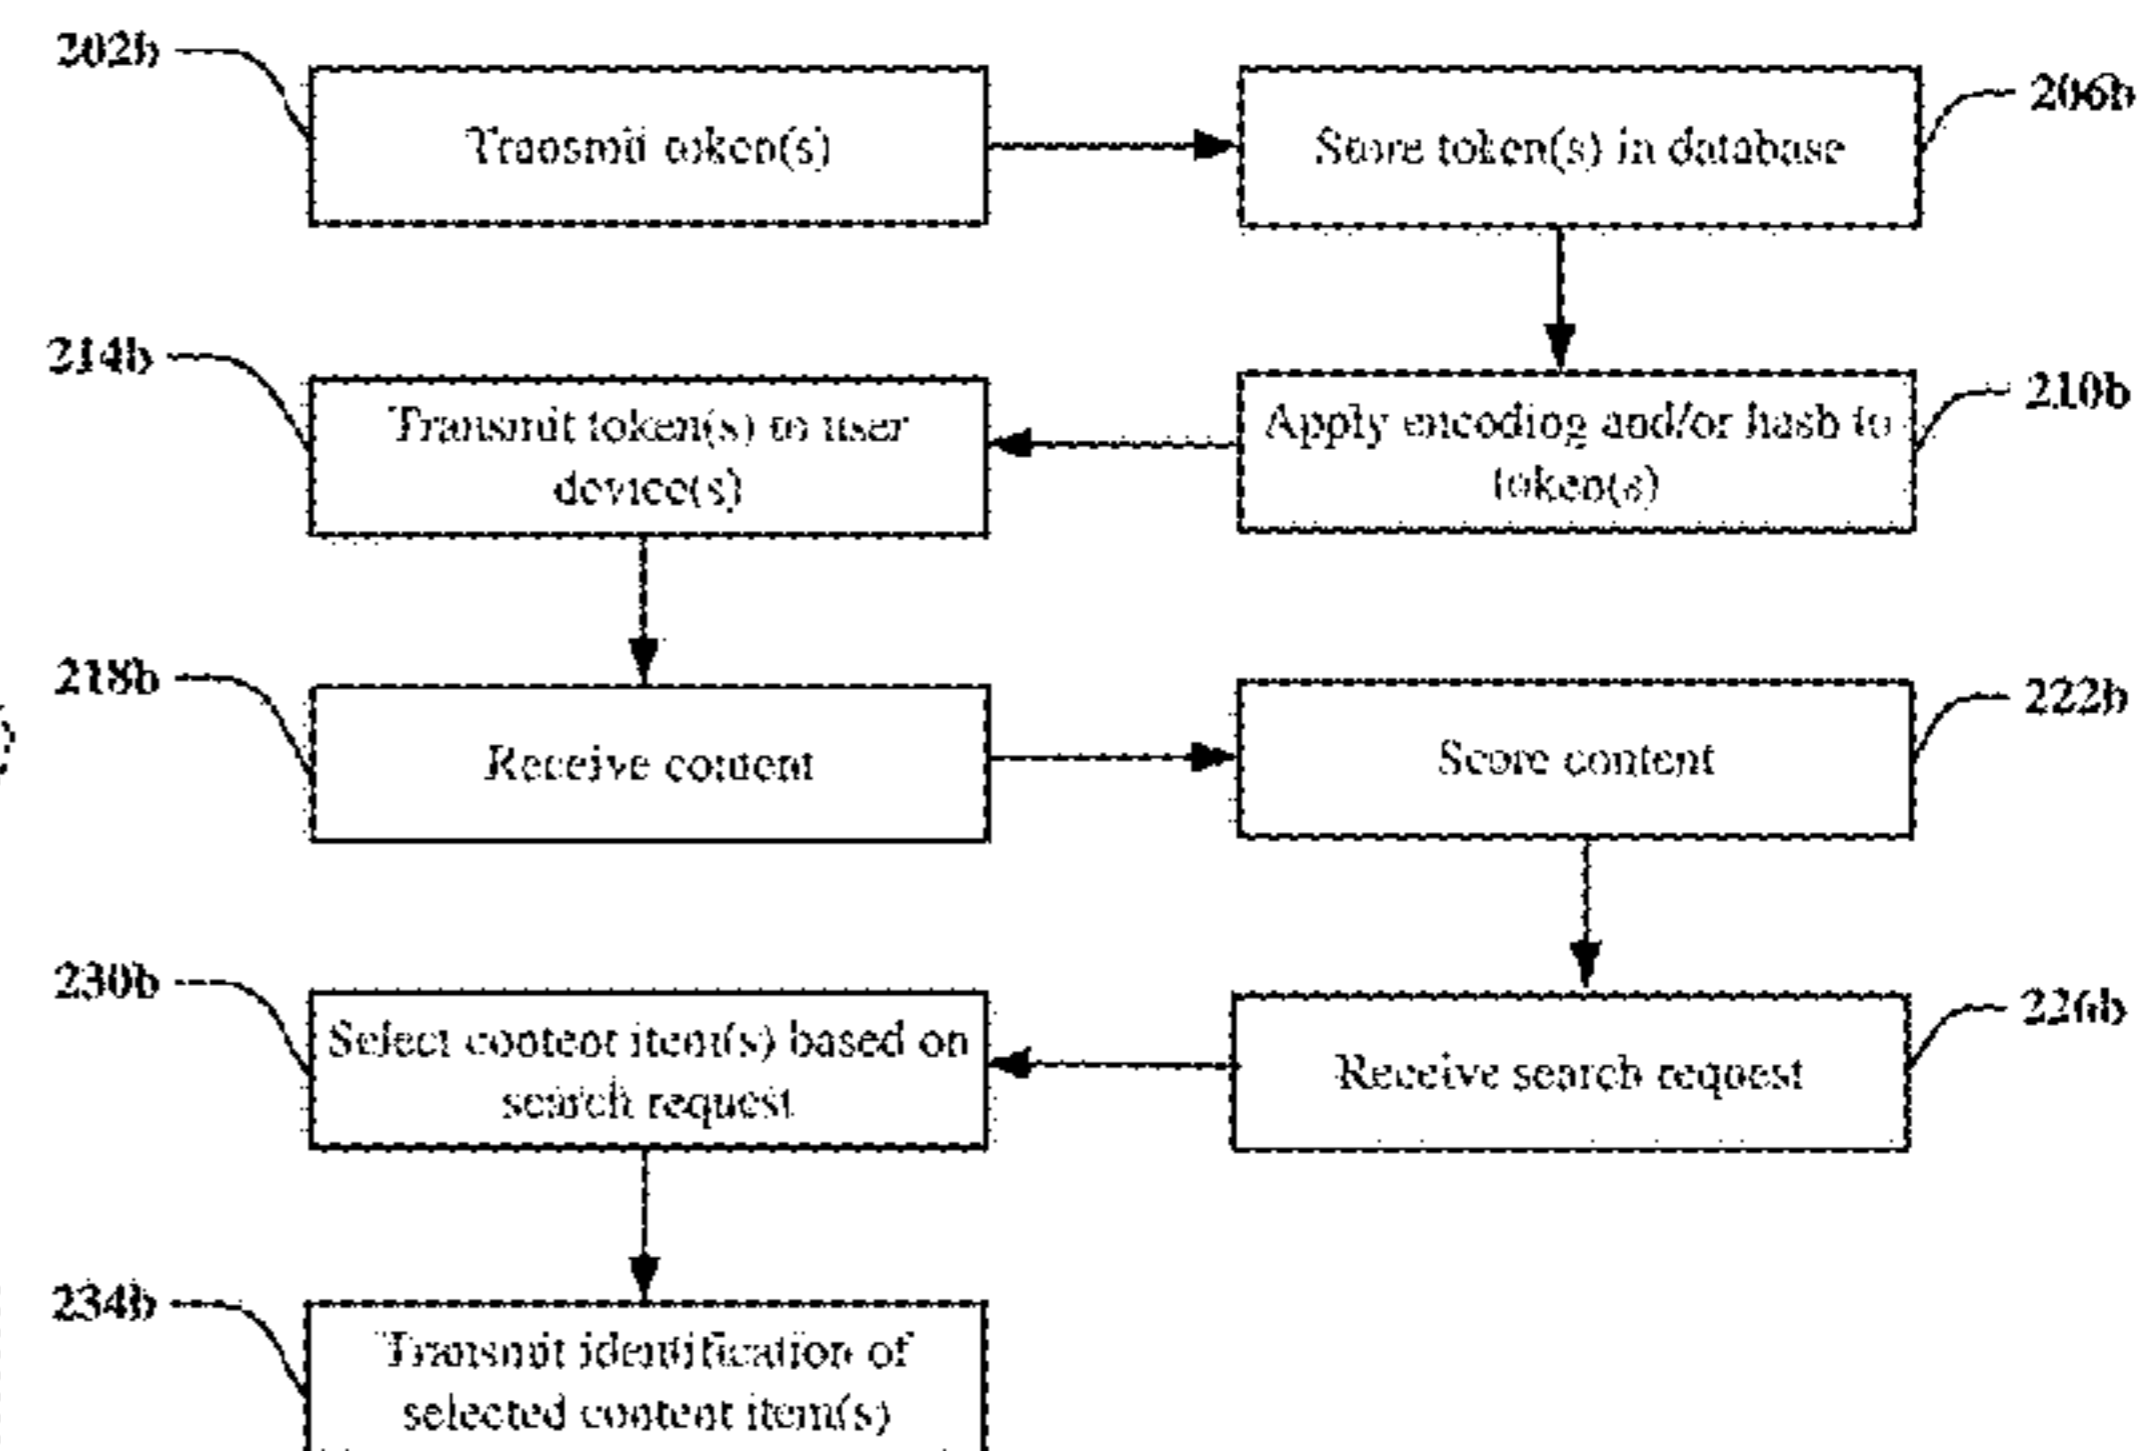 202b
Transmit token(s)
Store token(s) in database
206b
214b
Transmit token(s) to user
device(s)
Apply encoding and/or hash to
token(s)
210b
218b
Receive content
Score content
222b
230b
Select content item(s) based on
search request
Receive search request
226b
234b
Transmit identification of
selected content item(s)